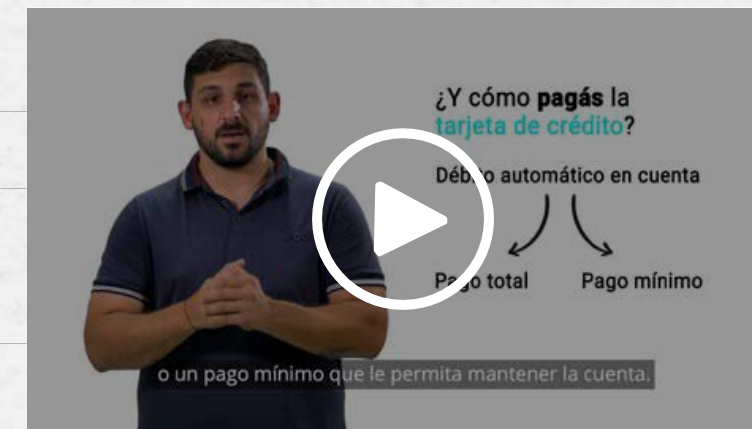 ¿Y cómo pagás la
tarjeta de crédito?
Débito automático en cuenta
Pago total
Pago mínimo
o un pago mínimo que le permita mantener la cuenta.